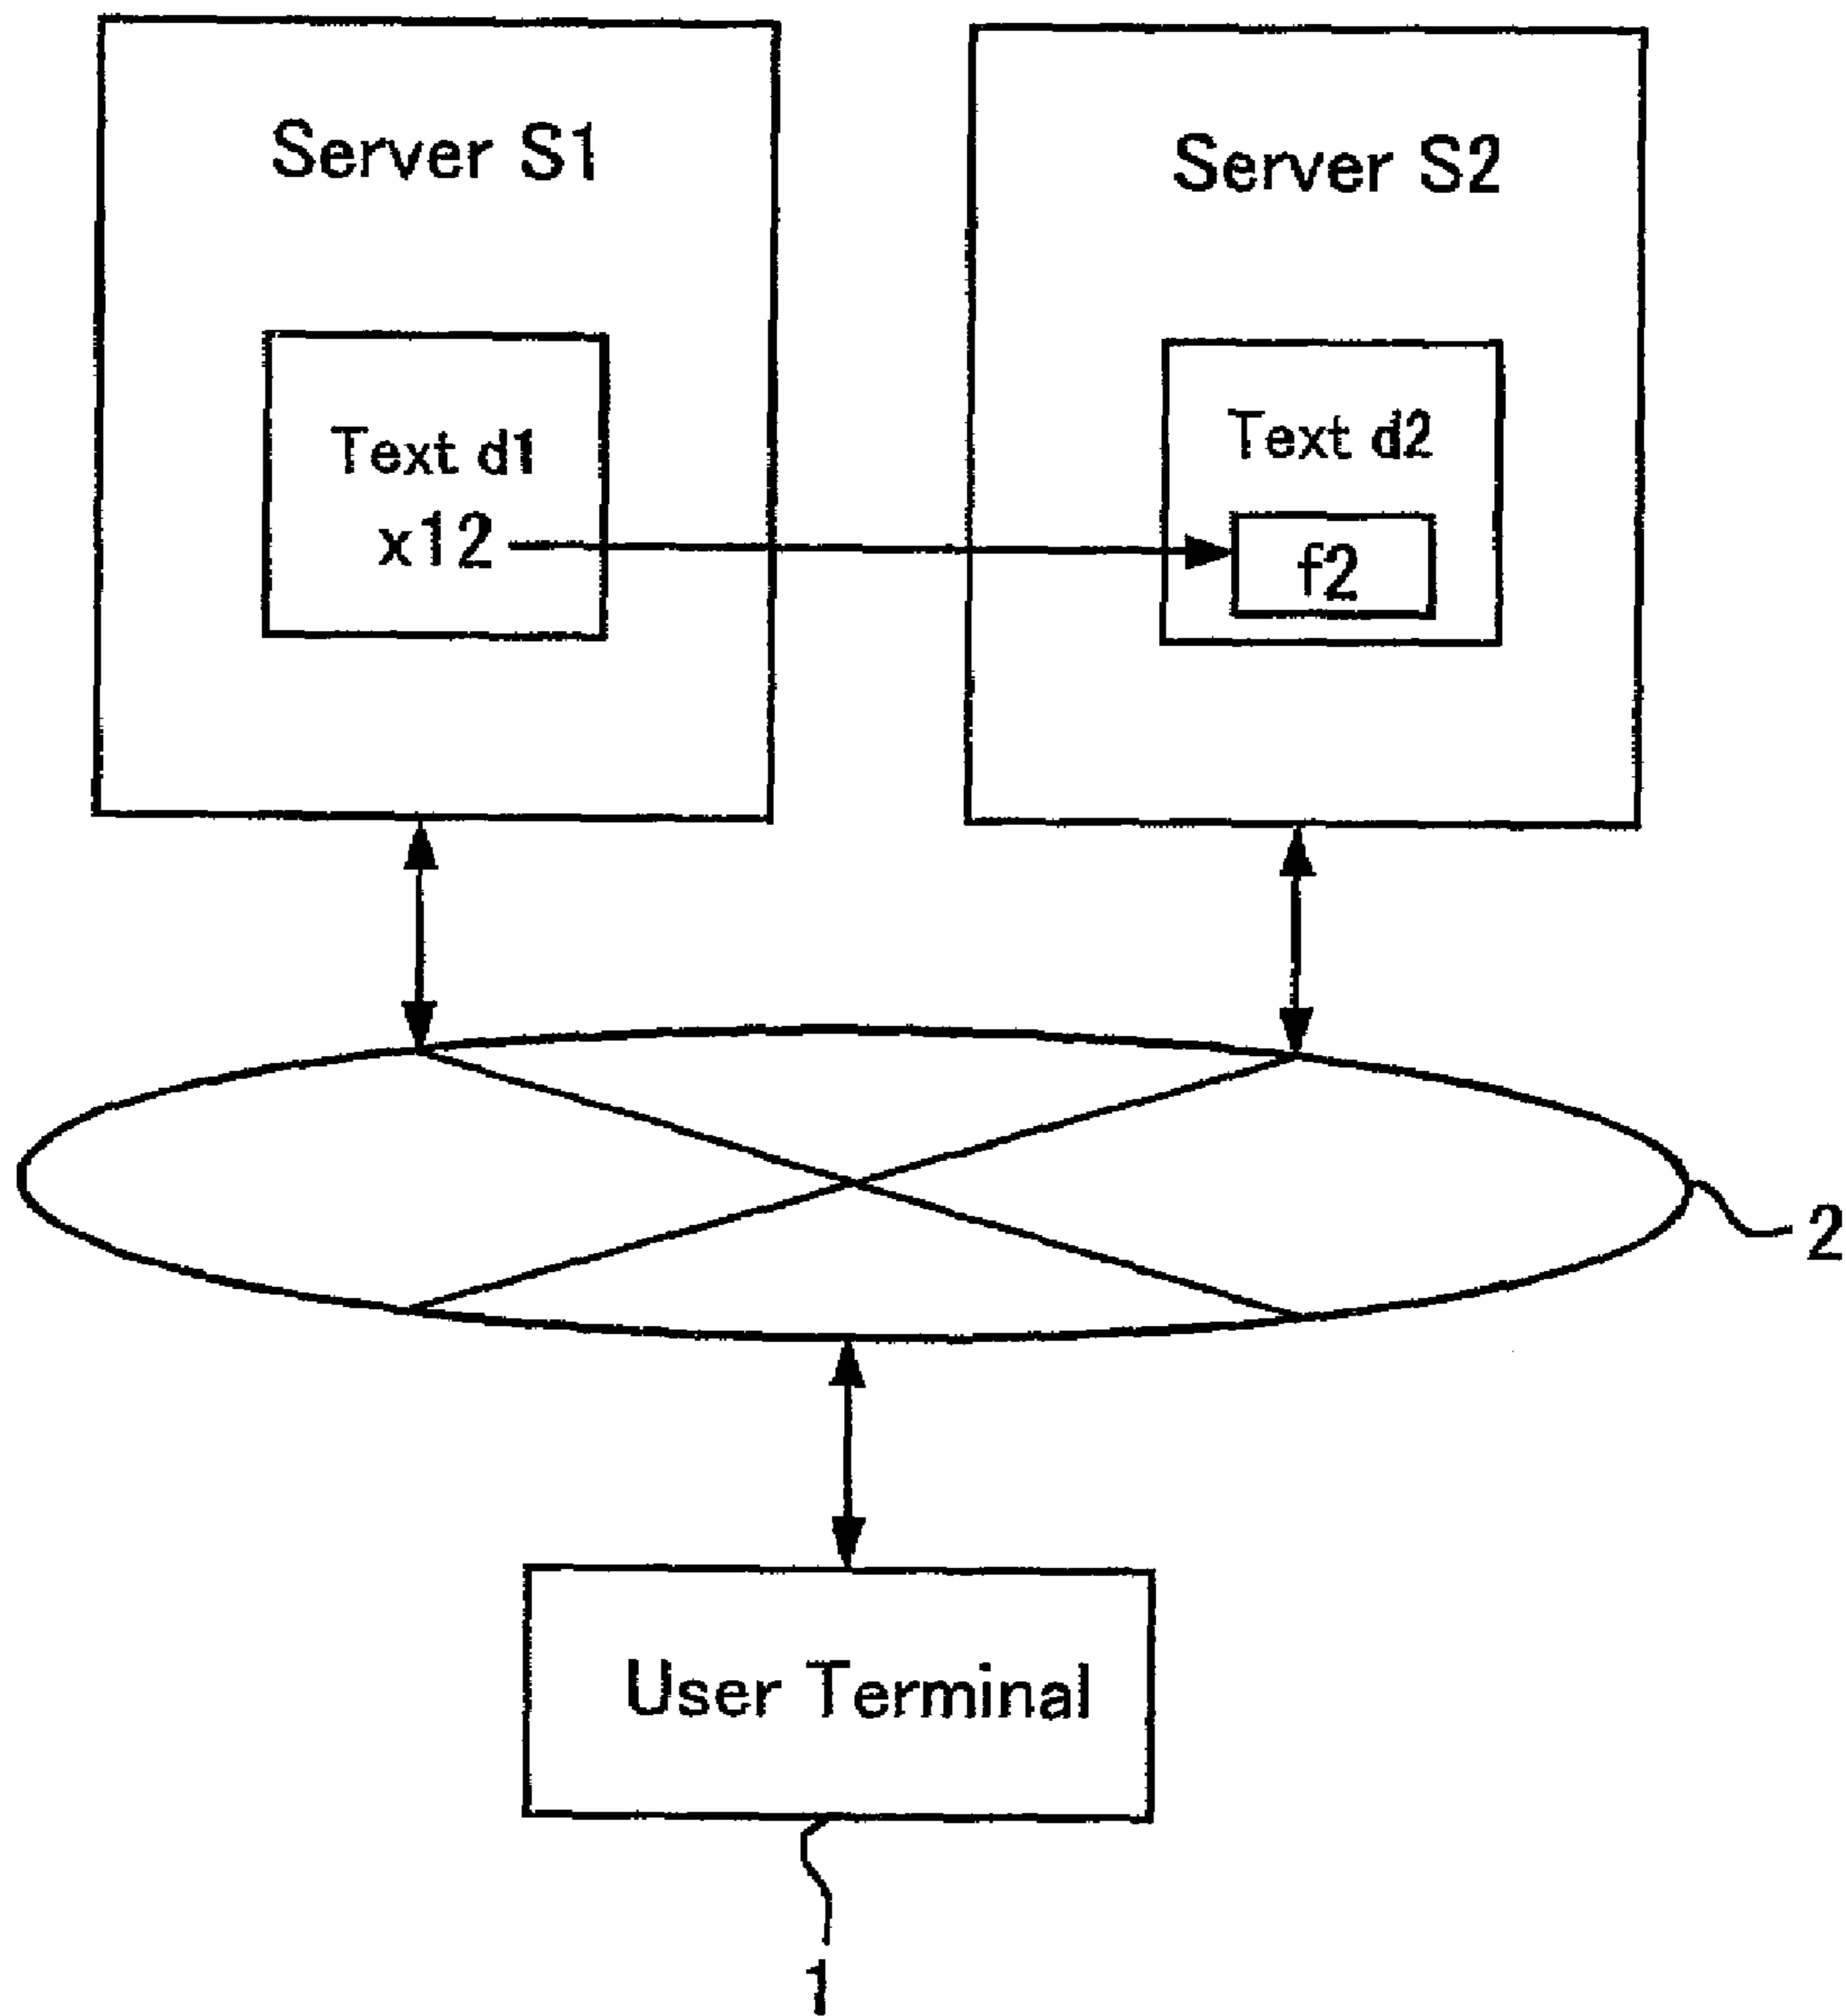 Server S1
Server S2
Text d1
x12
Text d2
f2
2
User Terminal
1